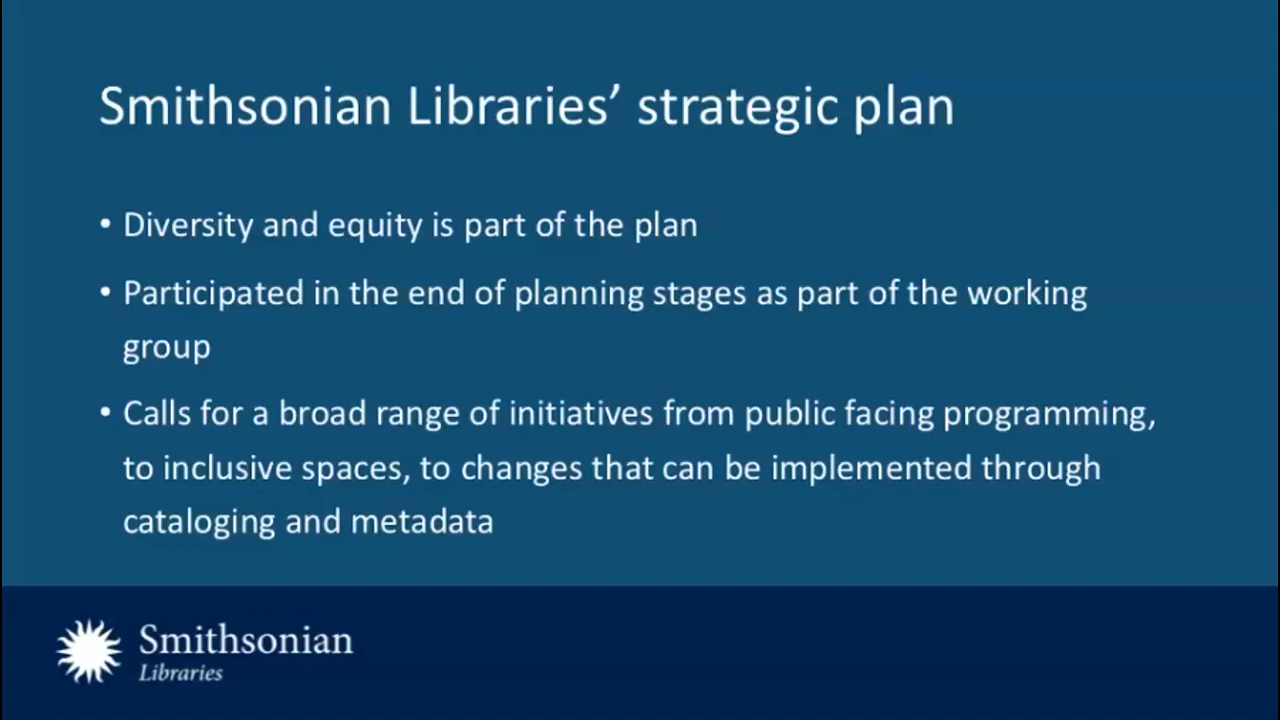 Smithsonian Libraries’ strategic plan
• Diversity and equity is part of the plan
• Participated in the end of planning stages as part of the working
group
• Calls for a broad range of initiatives from public facing programming,
to inclusive spaces, to changes that can be implemented through
cataloging and metadata
Smithsonian
Libraries